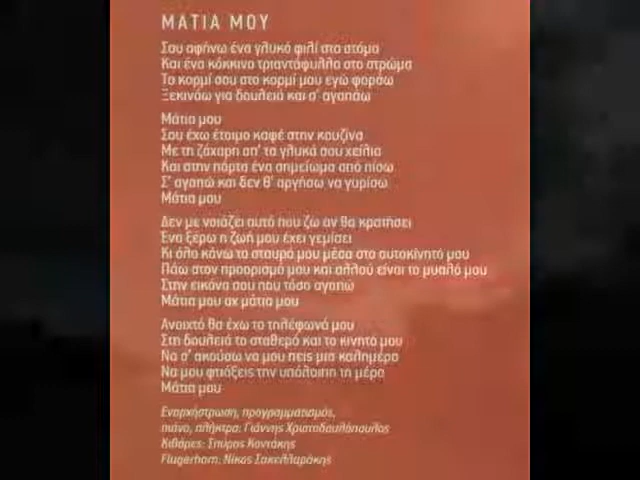 ΜΑΤΙΑ ΜΟΥ
Σου αφήνω ένα γλυκό φιλί στο στόμα
Και ένα κόκκινο τριαντάφυλλο στο στρώμα
Το κορμί σου στο κορμί μου εγώ φοράω
Ξεκινάω για δουλειά και σ' αγαπάω
Μάτια μου
Σου έχω έτοιμο καφέ στην κουζίνα
Με τη ζάχαρη απ' τα γλυκά σου χείλια
Και στην πόρτα ένα σημείωμα από πίσω
Σ' αγαπώ και δεν θ' αργήσω να γυρίσω
Μάτια μου
Δεν με νοιάζει αυτό που ζω αν θα κρατήσει
Ένα ξέρω η ζωή μου έχει γεμίσει
Κι όλο κάνω το σταυρό μου μέσα στο αυτοκίνητό μου
Πάω στον προορισμό μου και αλλού είναι το μυαλό μου
Στην εικόνα σου που τόσο αγαπώ
Μάτια μου αχ μάτια μου
Ανοιχτό θα έχω το τηλέφωνό μου
Στη δουλειά το σταθερό και το κινητό μου
Να σ' ακούσω να μου πεις μια καλημέρα
Να μου φτιάξεις την υπόλοιπη τη μέρα
Μάτια μου
Ενορχήστρωση, προγραμματισμός,
πιάνο, πλήκτρα: Γιάννης Χριστοδουλόπουλος
Κιθάρες: Σπύρος Κοντάκης
Flugerhorn: Νίκος Σακελλαράκης